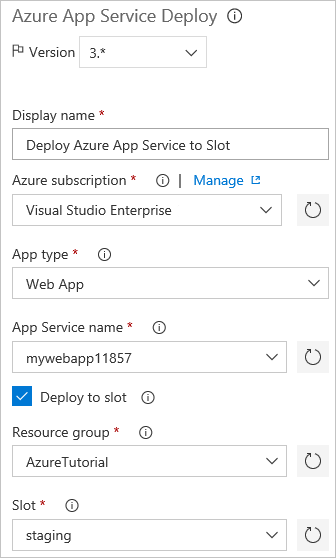 Azure App Service Deploy
Version 3.*
Display name *
Deploy Azure App Service to Slot
Azure subscription * | Manage
Visual Studio Enterprise
App type *
Web App
App Service name *
mywebapp11857
Deploy to slot
Resource group *
AzureTutorial
Slot *
staging